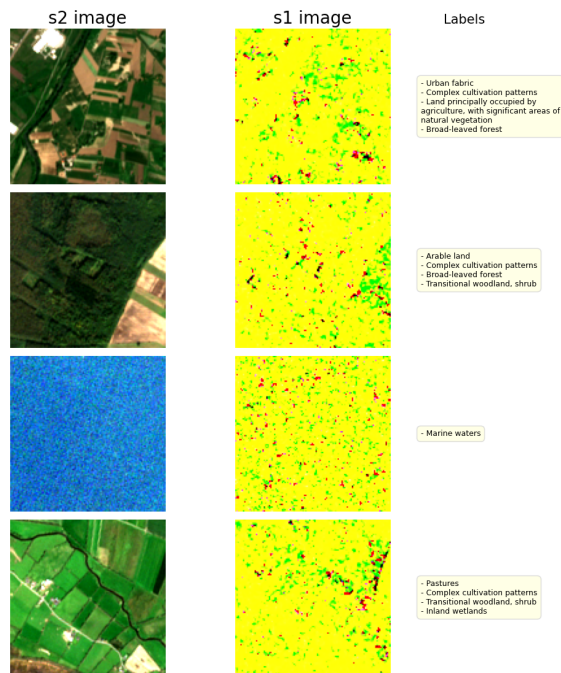 s2 image
s1 image
Labels
- Urban fabric
- Complex cultivation patterns
- Land principally occupied by
agriculture, with significant areas of
natural vegetation
- Broad-leaved forest
- Arable land
- Complex cultivation patterns
- Broad-leaved forest
- Transitional woodland, shrub
- Marine waters
- Pastures
- Complex cultivation patterns
- Transitional woodland, shrub
- Inland wetlands